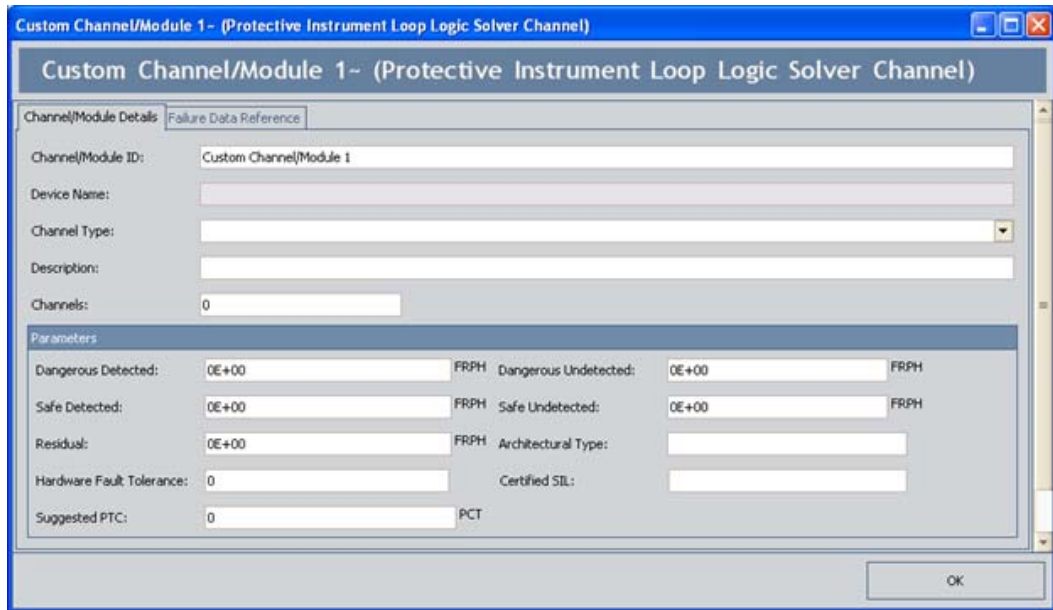 Custom Channel/Module 1~ (Protective Instrument Loop Logic Solver Channel)
Custom Channel/Module 1~ (Protective Instrument Loop Logic Solver Channel)
Channel/Module Details Failure Data Reference
Channel/Module ID: Custom Channel/Module 1
Device Name:
Channel Type:
Description:
Channels: 0
Parameters
Dangerous Detected: 0E+00 FRPH Dangerous Undetected: 0E+00 FRPH
Safe Detected: 0E+00 FRPH Safe Undetected: 0E+00 FRPH
Residual: 0E+00 FRPH Architectural Type:
Hardware Fault Tolerance: 0 Certified SIL:
Suggested PTC: 0 PCT
OK